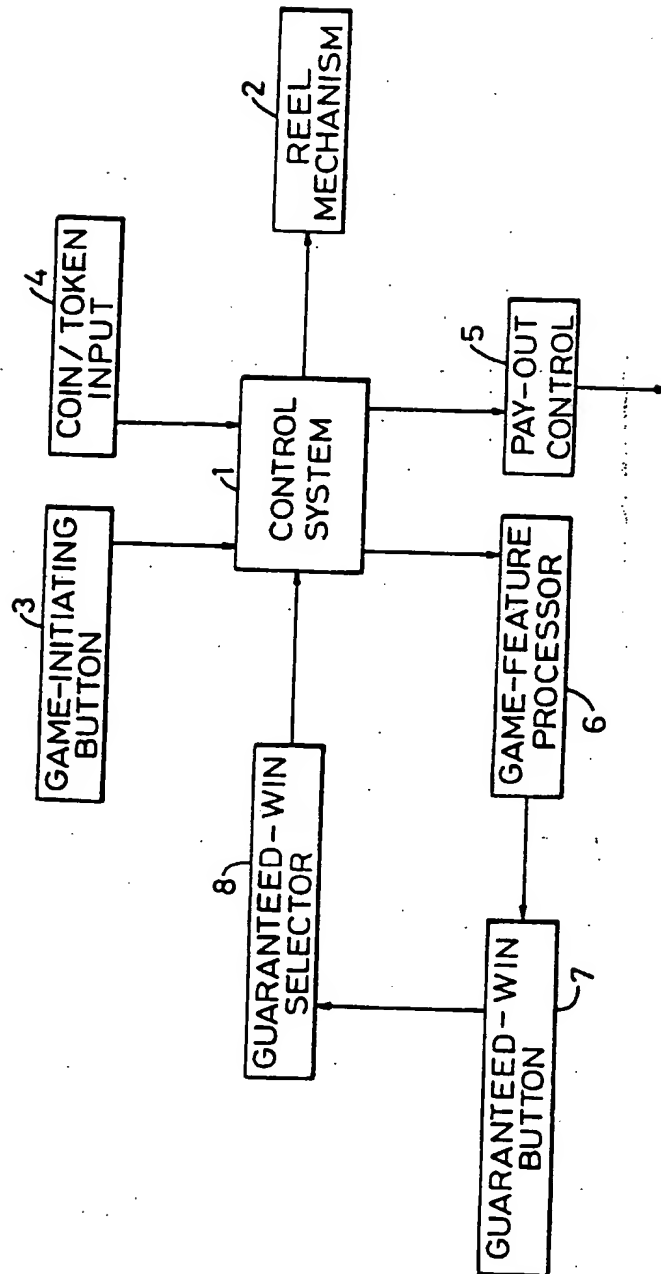 3
GAME-INITIATING
BUTTON
4
COIN/TOKEN
INPUT
8
GUARANTEED-WIN
SELECTOR
1
CONTROL
SYSTEM
2
REEL
MECHANISM
GUARANTEED-WIN
BUTTON
7
GAME-FEATURE
PROCESSOR
6
5
PAY-OUT
CONTROL